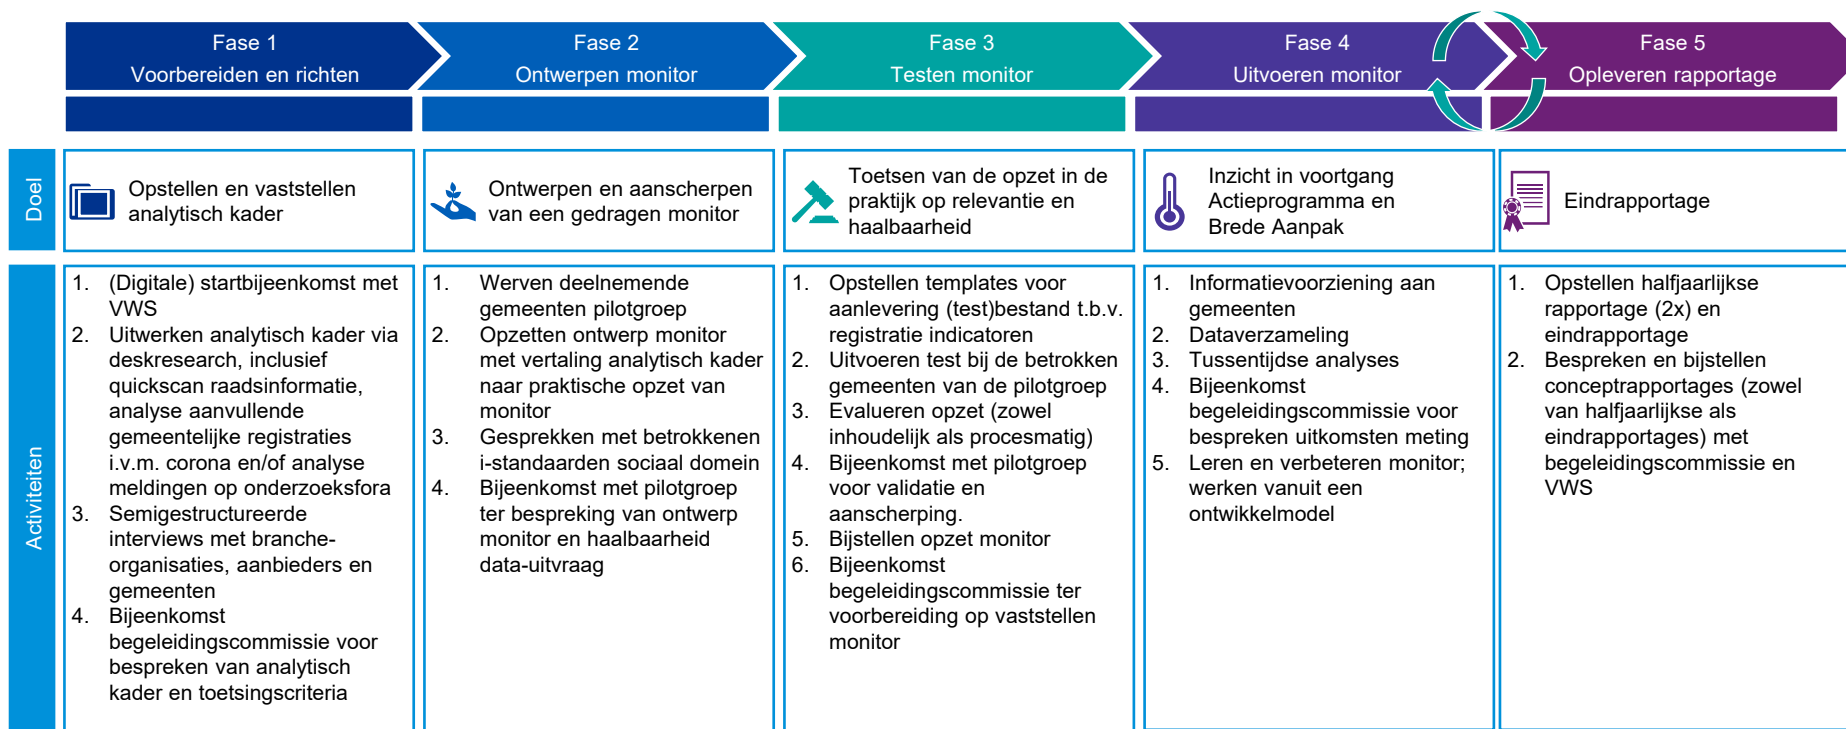 Fase 1
Voorbereiden en richten
Fase 2
Ontwerpen monitor
Fase 3
Testen monitor
Fase 4
Uitvoeren monitor
Fase 5
Opleveren rapportage
Doel
Opstellen en vaststellen
analytisch kader
Ontwerpen en aanscherpen
van een gedragen monitor
Toetsen van de opzet in de
praktijk op relevantie en
haalbaarheid
Inzicht in voortgang
Actieprogramma en
Brede Aanpak
Eindrapportage
Activiteiten
1. (Digitale) startbijeenkomst met
VWS
2. Uitwerken analytisch kader via
deskresearch, inclusief
quickscan raadsinformatie,
analyse aanvullende
gemeentelijke registraties
i.v.m. corona en/of analyse
meldingen op onderzoeksfora
3. Semigestructureerde
interviews met branche-
organisaties, aanbieders en
gemeenten
4. Bijeenkomst
begeleidingscommissie voor
bespreken van analytisch
kader en toetsingscriteria
1. Werven deelnemende
gemeenten pilotgroep
2. Opzetten ontwerp monitor
met vertaling analytisch kader
naar praktische opzet van
monitor
3. Gesprekken met betrokkenen
i-standaarden sociaal domein
4. Bijeenkomst met pilotgroep
ter bespreking van ontwerp
monitor en haalbaarheid
data-uitvraag
1. Opstellen templates voor
aanlevering (test)bestand t.b.v.
registratie indicatoren
2. Uitvoeren test bij de betrokken
gemeenten van de pilotgroep
3. Evalueren opzet (zowel
inhoudelijk als procesmatig)
4. Bijeenkomst met pilotgroep
voor validatie en
aanscherping.
5. Bijstellen opzet monitor
6. Bijeenkomst
begeleidingscommissie ter
voorbereiding op vaststellen
monitor
1. Informatievoorziening aan
gemeenten
2. Dataverzameling
3. Tussentijdse analyses
4. Bijeenkomst
begeleidingscommissie voor
bespreken uitkomsten meting
5. Leren en verbeteren monitor;
werken vanuit een
ontwikkelmodel
1. Opstellen halfjaarlijkse
rapportage (2x) en
eindrapportage
2. Bespreken en bijstellen
conceptrapportages (zowel
van halfjaarlijkse als
eindrapportages) met
begeleidingscommissie en
VWS